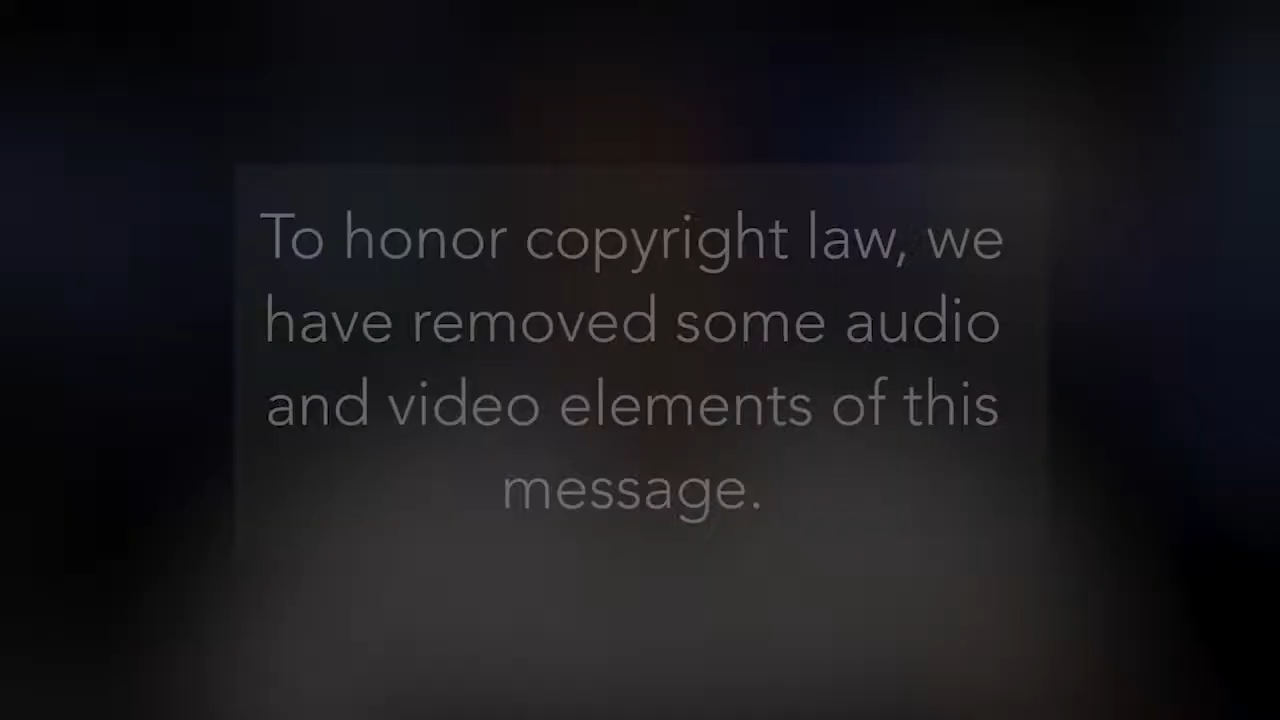 To honor copyright law, we
have removed some audio
and video elements of this
message.